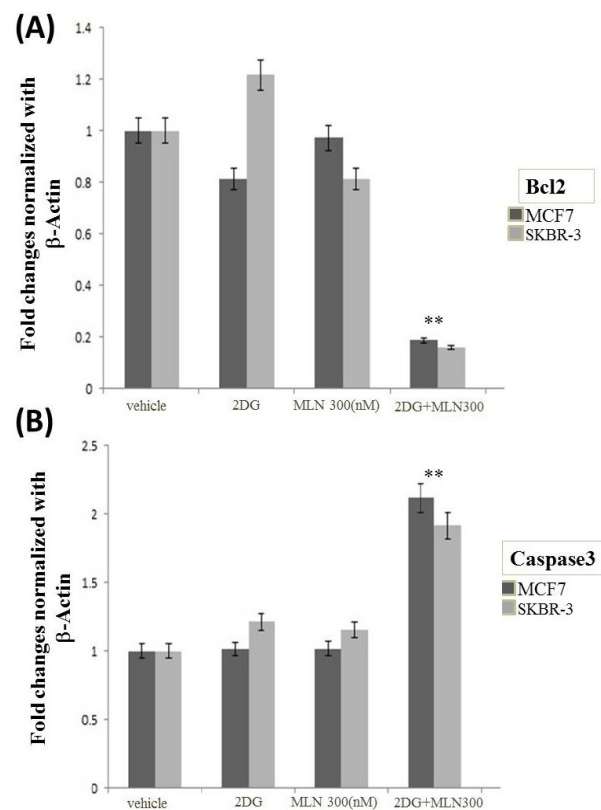 (A)
Fold changes normalized with
β-Actin
1.4
1.2
1
0.8
0.6
0.4
0.2
0
**
vehicle
2DG
MLN 300(nM)
2DG+MLN300
Bcl2
MCF7
SKBR-3
(B)
Fold changes normalized with
β-Actin
2.5
2
1.5
1
0.5
0
**
vehicle
2DG
MLN 300(nM)
2DG+MLN300
Caspase3
MCF7
SKBR-3